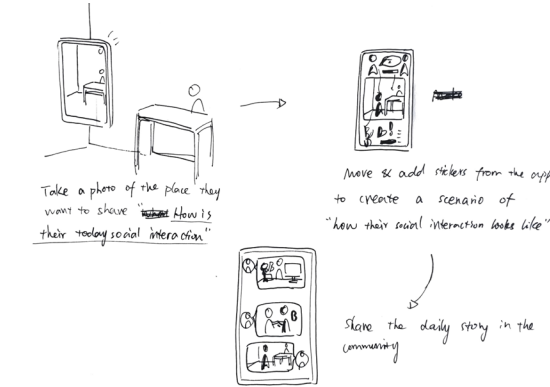 Take a photo of the place they
want to share "How is
their today social interaction"
Move & add stickers from the app
to create a scenario of
"how their social interaction looks like"
Share the daily story in the
community